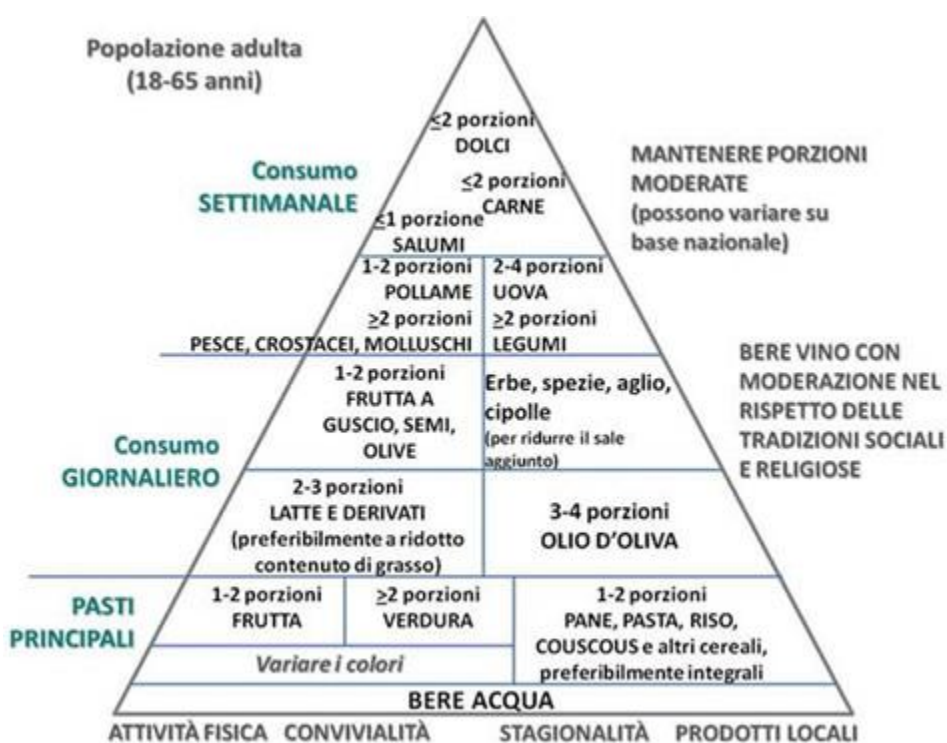 Popolazione adulta
(18-65 anni)
≤2 porzioni
DOLCI
Consumo
SETTIMANALE
≤2 porzioni
CARNE
≤1 porzione
SALUMI
MANTENERE PORZIONI
MODERATE
(possono variare su
base nazionale)
1-2 porzioni
POLLAME
≥2 porzioni
PESCE, CROSTACEI, MOLLUSCHI
2-4 porzioni
UOVA
≥2 porzioni
LEGUMI
BERE VINO CON
MODERAZIONE NEL
RISPETTO DELLE
TRADIZIONI SOCIALI
E RELIGIOSE
Consumo
GIORNALIERO
1-2 porzioni
FRUTTA A
GUSCIO, SEMI,
OLIVE
Erbe, spezie, aglio,
cipolle
(per ridurre il sale
aggiunto)
2-3 porzioni
LATTE E DERIVATI
(preferibilmente a ridotto
contenuto di grasso)
3-4 porzioni
OLIO D'OLIVA
PASTI
PRINCIPALI
1-2 porzioni
FRUTTA
≥2 porzioni
VERDURA
Variare i colori
1-2 porzioni
PANE, PASTA, RISO,
COUSCOUS e altri cereali,
preferibilmente integrali
BERE ACQUA
ATTIVITÀ FISICA CONVIVIALITÀ STAGIONALITÀ PRODOTTI LOCALI